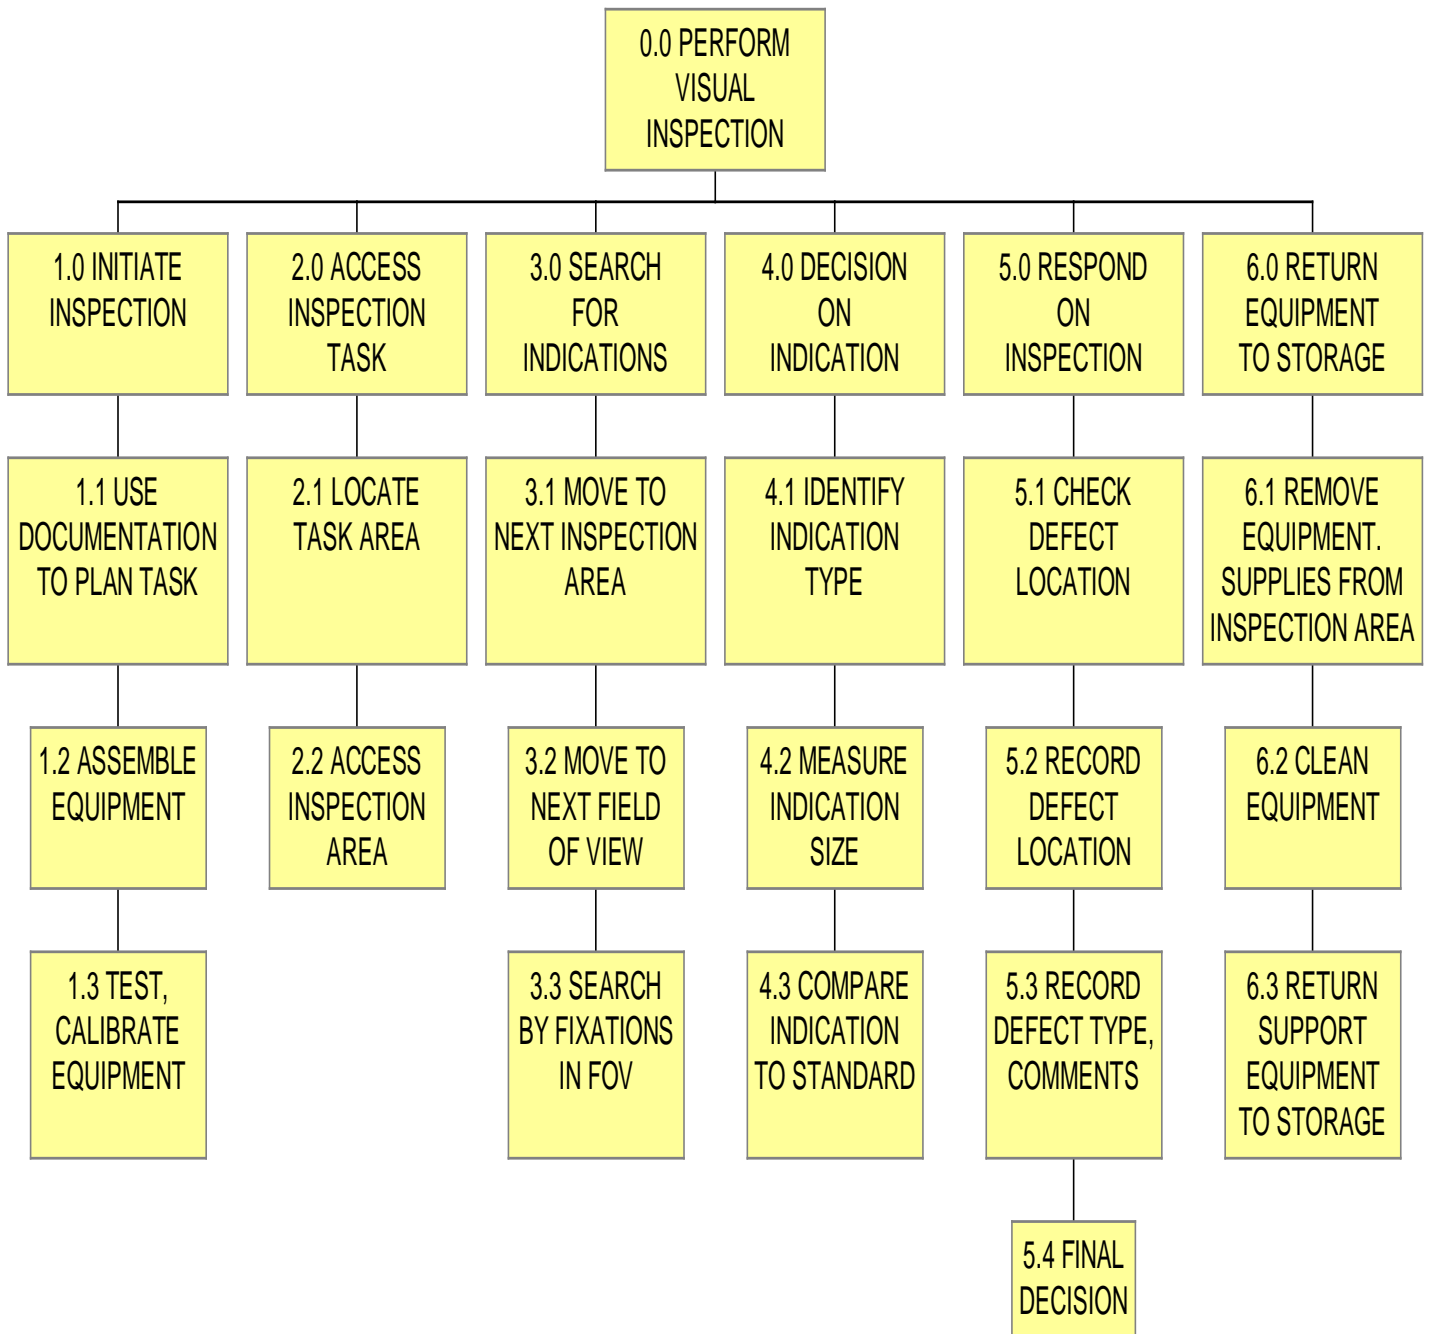 0.0 PERFORM
VISUAL
INSPECTION
1.0 INITIATE
INSPECTION
2.0 ACCESS
INSPECTION
TASK
3.0 SEARCH
FOR
INDICATIONS
4.0 DECISION
ON
INDICATION
5.0 RESPOND
ON
INSPECTION
6.0 RETURN
EQUIPMENT
TO STORAGE
1.1 USE
DOCUMENTATION
TO PLAN TASK
2.1 LOCATE
TASK AREA
3.1 MOVE TO
NEXT INSPECTION
AREA
4.1 IDENTIFY
INDICATION
TYPE
5.1 CHECK
DEFECT
LOCATION
6.1 REMOVE
EQUIPMENT.
SUPPLIES FROM
INSPECTION AREA
1.2 ASSEMBLE
EQUIPMENT
2.2 ACCESS
INSPECTION
AREA
3.2 MOVE TO
NEXT FIELD
OF VIEW
4.2 MEASURE
INDICATION
SIZE
5.2 RECORD
DEFECT
LOCATION
6.2 CLEAN
EQUIPMENT
1.3 TEST,
CALIBRATE
EQUIPMENT
3.3 SEARCH
BY FIXATIONS
IN FOV
4.3 COMPARE
INDICATION
TO STANDARD
5.3 RECORD
DEFECT TYPE,
COMMENTS
6.3 RETURN
SUPPORT
EQUIPMENT
TO STORAGE
5.4 FINAL
DECISION